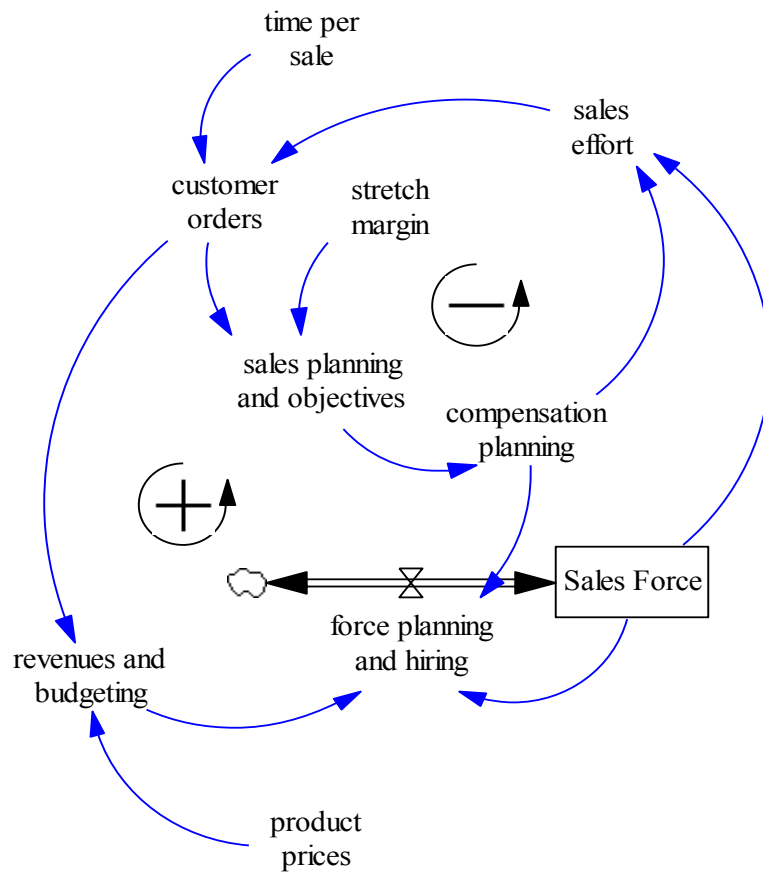 time per
sale
sales
effort
customer
orders
stretch
margin
sales planning
and objectives
compensation
planning
Sales Force
force planning
and hiring
revenues and
budgeting
product
prices